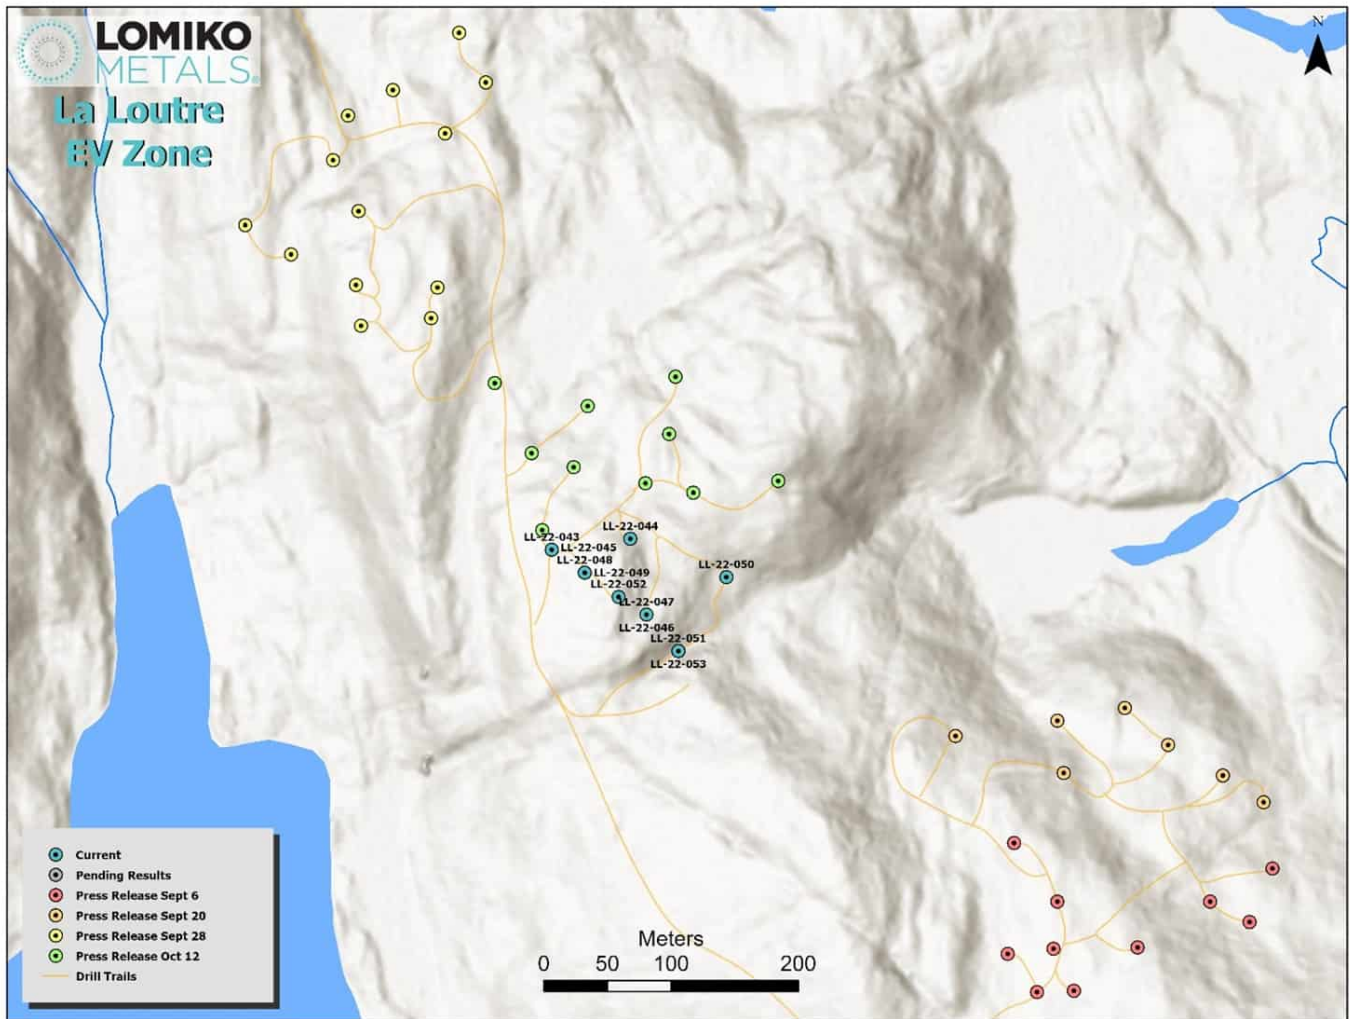 LOMIKO
METALS®
La Loutre
EV Zone
N
LL-22-044
LL-22-043
LL-22-045
LL-22-048
LL-22-050
LL-22-049
LL-22-052
LL-22-047
LL-22-046
LL-22-051
LL-22-053
Current
Pending Results
Press Release Sept 6
Press Release Sept 20
Press Release Sept 28
Press Release Oct 12
Drill Trails
Meters
0 50 100 200